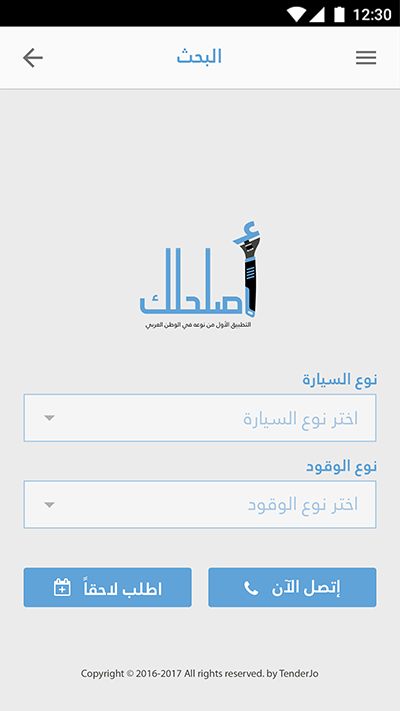 12:30
البحث
أصلحلك
التطبيق الأول من نوعه في الوطن العربي
نوع السيارة
اختر نوع السيارة
نوع الوقود
اختر نوع الوقود
إتصل الآن
اطلب لاحقاً
Copyright © 2016-2017 All rights reserved. by TenderJo